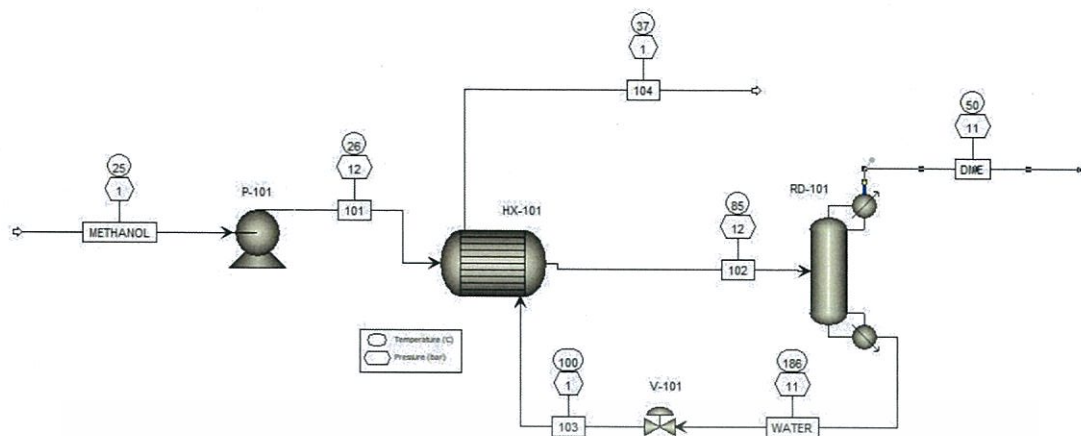 37
1
104
50
11
DME
25
1
METHANOL
P-101
26
12
101
HX-101
85
12
102
RD-101
Temperature (C)
Pressure (bar)
100
1
103
V-101
186
11
WATER